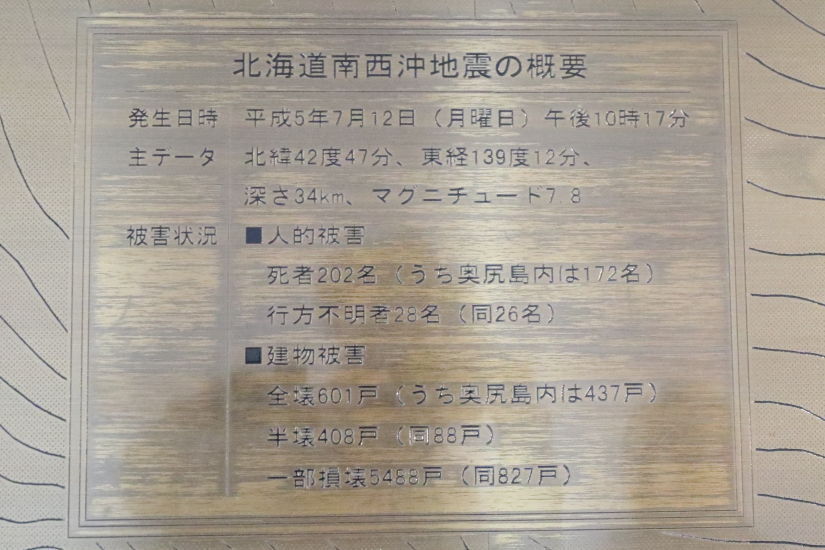 北海道南西沖地震の概要
発生日時 平成5年7月12日（月曜日）午後10時17分
主データ 北緯42度47分、東経139度12分、
深さ34km、マグニチュード7.8
被害状況 ■人的被害
死者202名（うち奥尻島内は172名）
行方不明者28名（同26名）
■建物被害
全壊601戸（うち奥尻島内は437戸）
半壊408戸（同88戸）
一部損壊5488戸（同827戸）